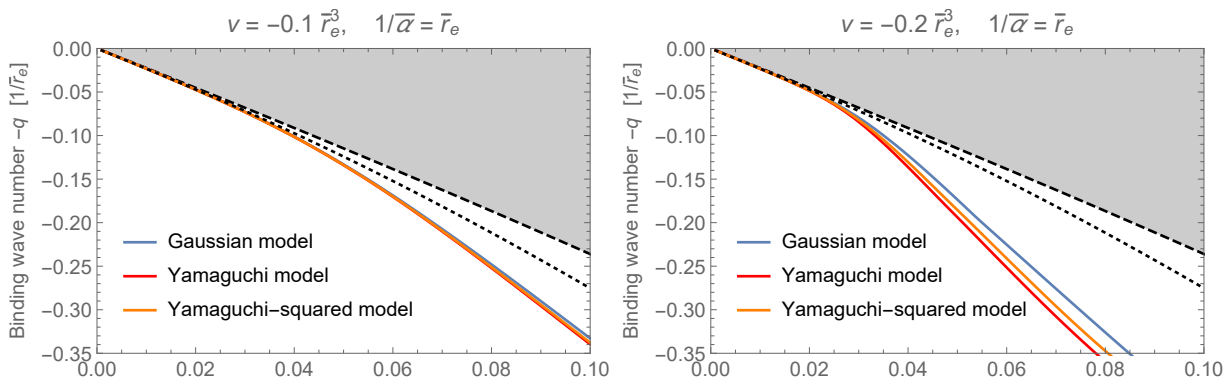 v = −0.1 r̅ₑ³, 1/α̅ = r̅ₑ
0.00
−0.05
−0.10
−0.15
−0.20
−0.25
−0.30
−0.35
Binding wave number −q [1/r̅ₑ]
Gaussian model
Yamaguchi model
Yamaguchi−squared model
0.00 0.02 0.04 0.06 0.08 0.10
v = −0.2 r̅ₑ³, 1/α̅ = r̅ₑ
0.00
−0.05
−0.10
−0.15
−0.20
−0.25
−0.30
−0.35
Binding wave number −q [1/r̅ₑ]
Gaussian model
Yamaguchi model
Yamaguchi−squared model
0.00 0.02 0.04 0.06 0.08 0.10